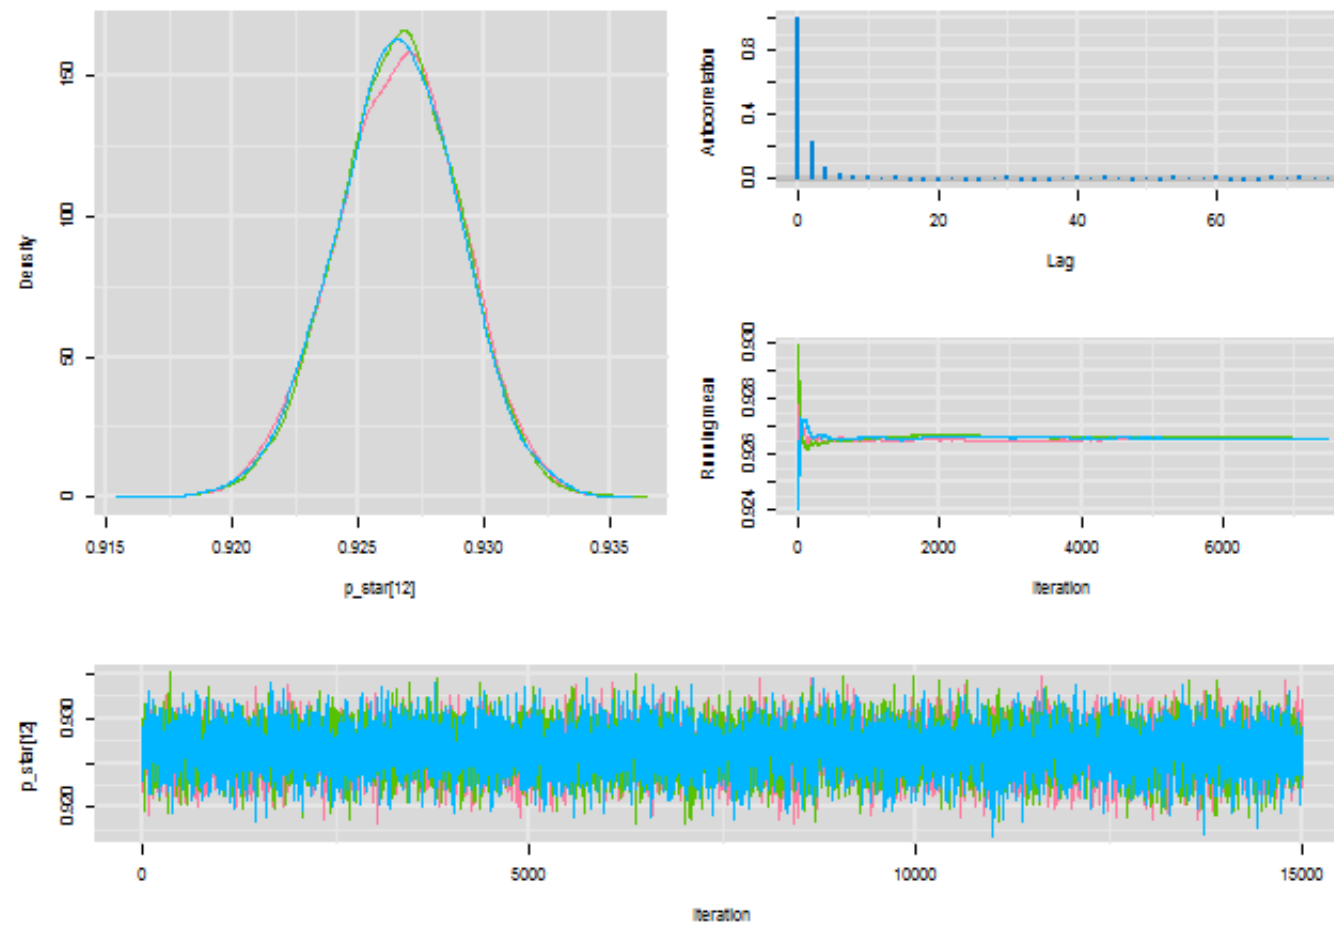 Density
150
100
50
0
0.915 0.920 0.925 0.930 0.935
p_star[12]
Autocorrelation
0.8
0.4
0.0
0 20 40 60
Lag
Running mean
0.930
0.928
0.926
0.924
0 2000 4000 6000
Iteration
p_star[12]
0.930
0.920
0 5000 10000 15000
Iteration